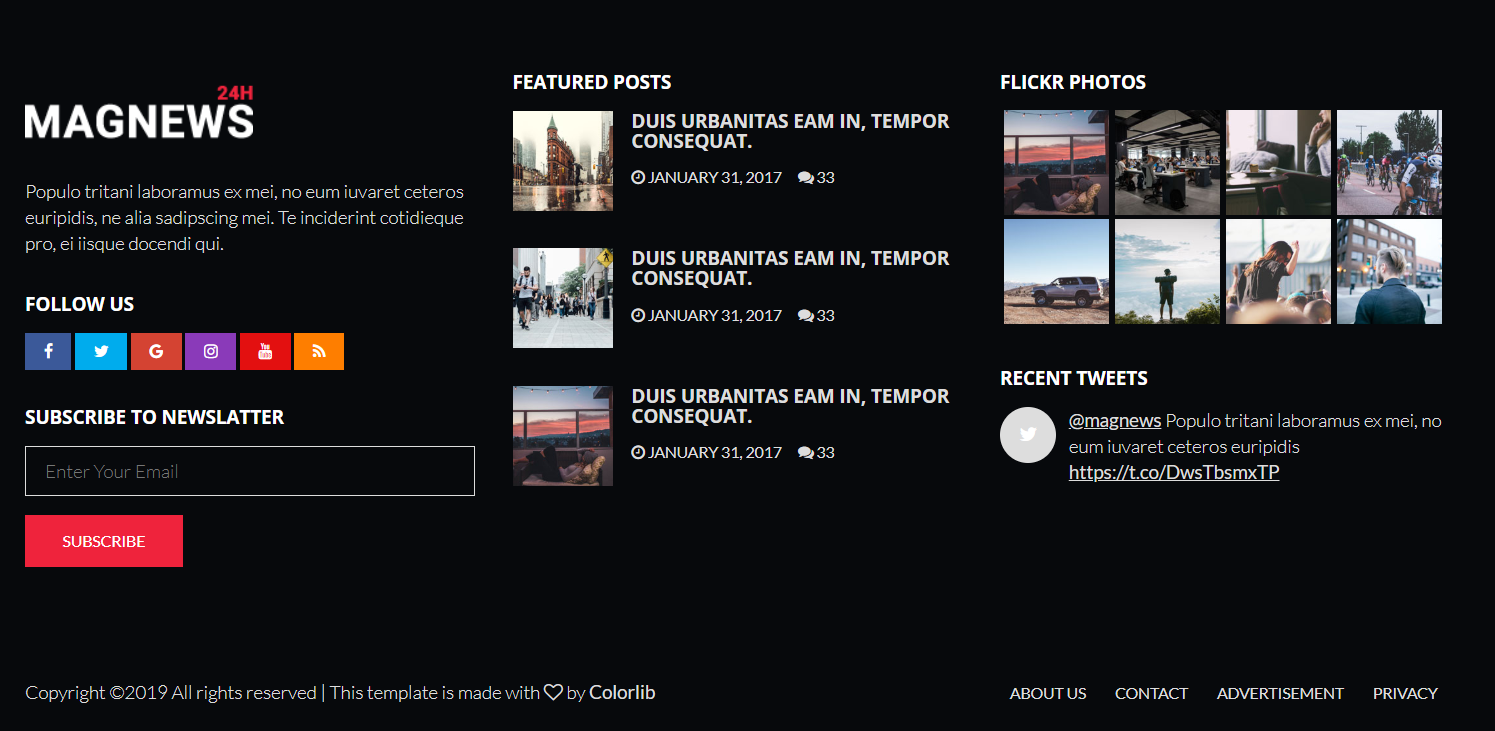 24H
MAGNEWS
Populo tritani laboramus ex mei, no eum iuvaret ceteros
euripidis, ne alia sadipscing mei. Te inciderint cotidieque
pro, ei iisque docendi qui.
FOLLOW US
SUBSCRIBE TO NEWSLATTER
Enter Your Email
SUBSCRIBE
FEATURED POSTS
DUIS URBANITAS EAM IN, TEMPOR
CONSEQUAT.
JANUARY 31, 2017 33
DUIS URBANITAS EAM IN, TEMPOR
CONSEQUAT.
JANUARY 31, 2017 33
DUIS URBANITAS EAM IN, TEMPOR
CONSEQUAT.
JANUARY 31, 2017 33
FLICKR PHOTOS
RECENT TWEETS
@magnews Populo tritani laboramus ex mei, no
eum iuvaret ceteros euripidis
https://t.co/DwsTbsmxTP
Copyright ©2019 All rights reserved | This template is made with ♡ by Colorlib
ABOUT US CONTACT ADVERTISEMENT PRIVACY